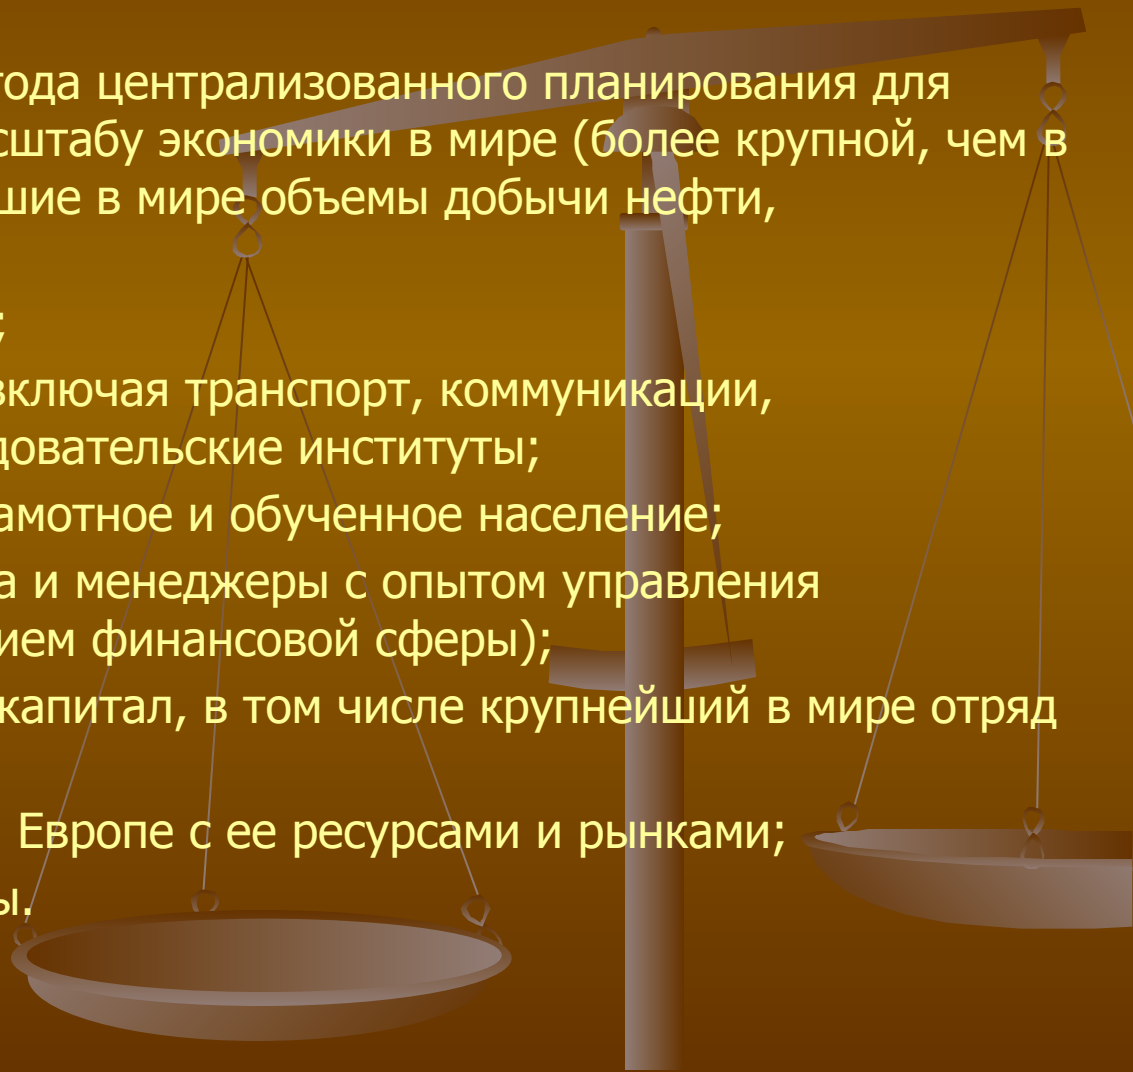 года централизованного планирования для
сштабу экономики в мире (более крупной, чем в
шие в мире объемы добычи нефти,
;
включая транспорт, коммуникации,
довательские институты;
амотное и обученное население;
а и менеджеры с опытом управления
ием финансовой сферы);
капитал, в том числе крупнейший в мире отряд
Европе с ее ресурсами и рынками;
ы.